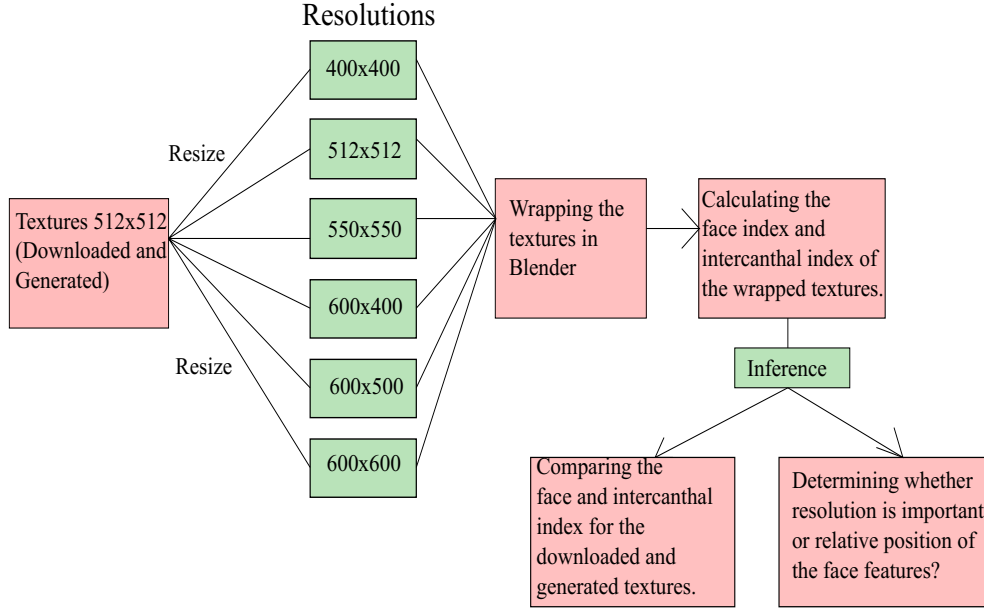 Resolutions
400x400
Resize
512x512
Textures 512x512
(Downloaded and
Generated)
550x550
600x400
Resize
600x500
600x600
Wrapping the
textures in
Blender
Calculating the
face index and
intercanthal index of
the wrapped textures.
Inference
Comparing the
face and intercanthal
index for the
downloaded and
generated textures.
Determining whether
resolution is important
or relative position of
the face features?